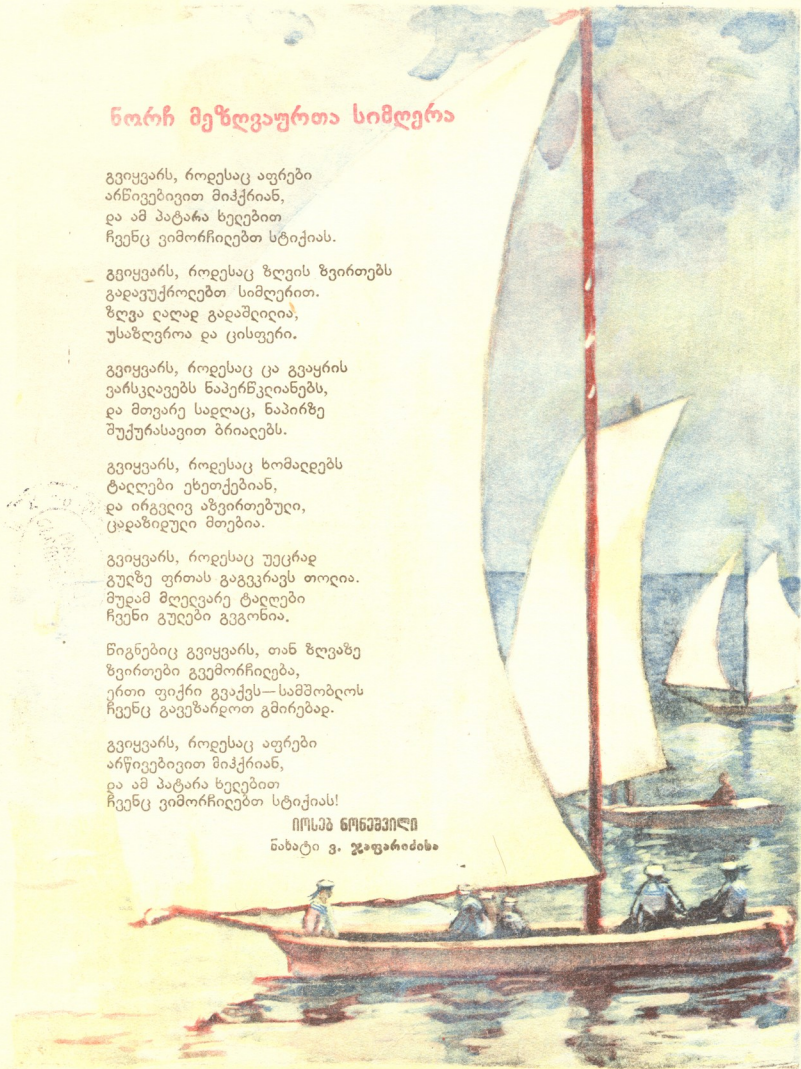 ნორჩ მეზღვაურთა სიმღერა
გვიყვარს, როდესაც აფრები
არწივებივით მიჰქრიან,
და ამ პატარა ხელებით
ჩვენც ვიმორჩილებთ სტიქიას.
გვიყვარს, როდესაც ზღვის ზვირთებს
გადავუქროლებთ სიმღერით.
ზღვა ლაღად გადაშლილია,
უსაზღვროა და ცისფერი.
გვიყვარს, როდესაც ცა გვაყრის
ვარსკლავებს ნაპერწკლიანებს,
და მთვარე სადღაც, ნაპირზე
შუქურასავით ბრიალებს.
გვიყვარს, როდესაც ხომალდებს
ტალღები ეხეთქებიან,
და ირგვლივ აზვირთებული,
ცადაზიდული მთებია.
გვიყვარს, როდესაც უეცრად
გულზე ფრთას გაგვკრავს თოლია.
მუდამ მღელვარე ტალღები
ჩვენი გულები გვგონია.
წიგნებიც გვიყვარს, თან ზღვაზე
ზვირთები გვემორჩილება,
ერთი ფიქრი გვაქვს—სამშობლოს
ჩვენც გავეზარდოთ გმირებად.
გვიყვარს, როდესაც აფრები
არწივებივით მიჰქრიან,
და ამ პატარა ხელებით
ჩვენც ვიმორჩილებთ სტიქიას!
იოსებ ნონეშვილი
ნახატი ვ. ჯაფარიძისა